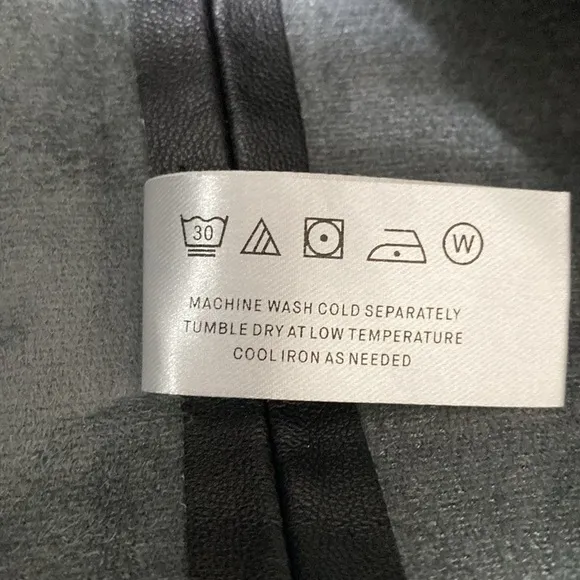 30 W
MACHINE WASH COLD SEPARATELY
TUMBLE DRY AT LOW TEMPERATURE
COOL IRON AS NEEDED